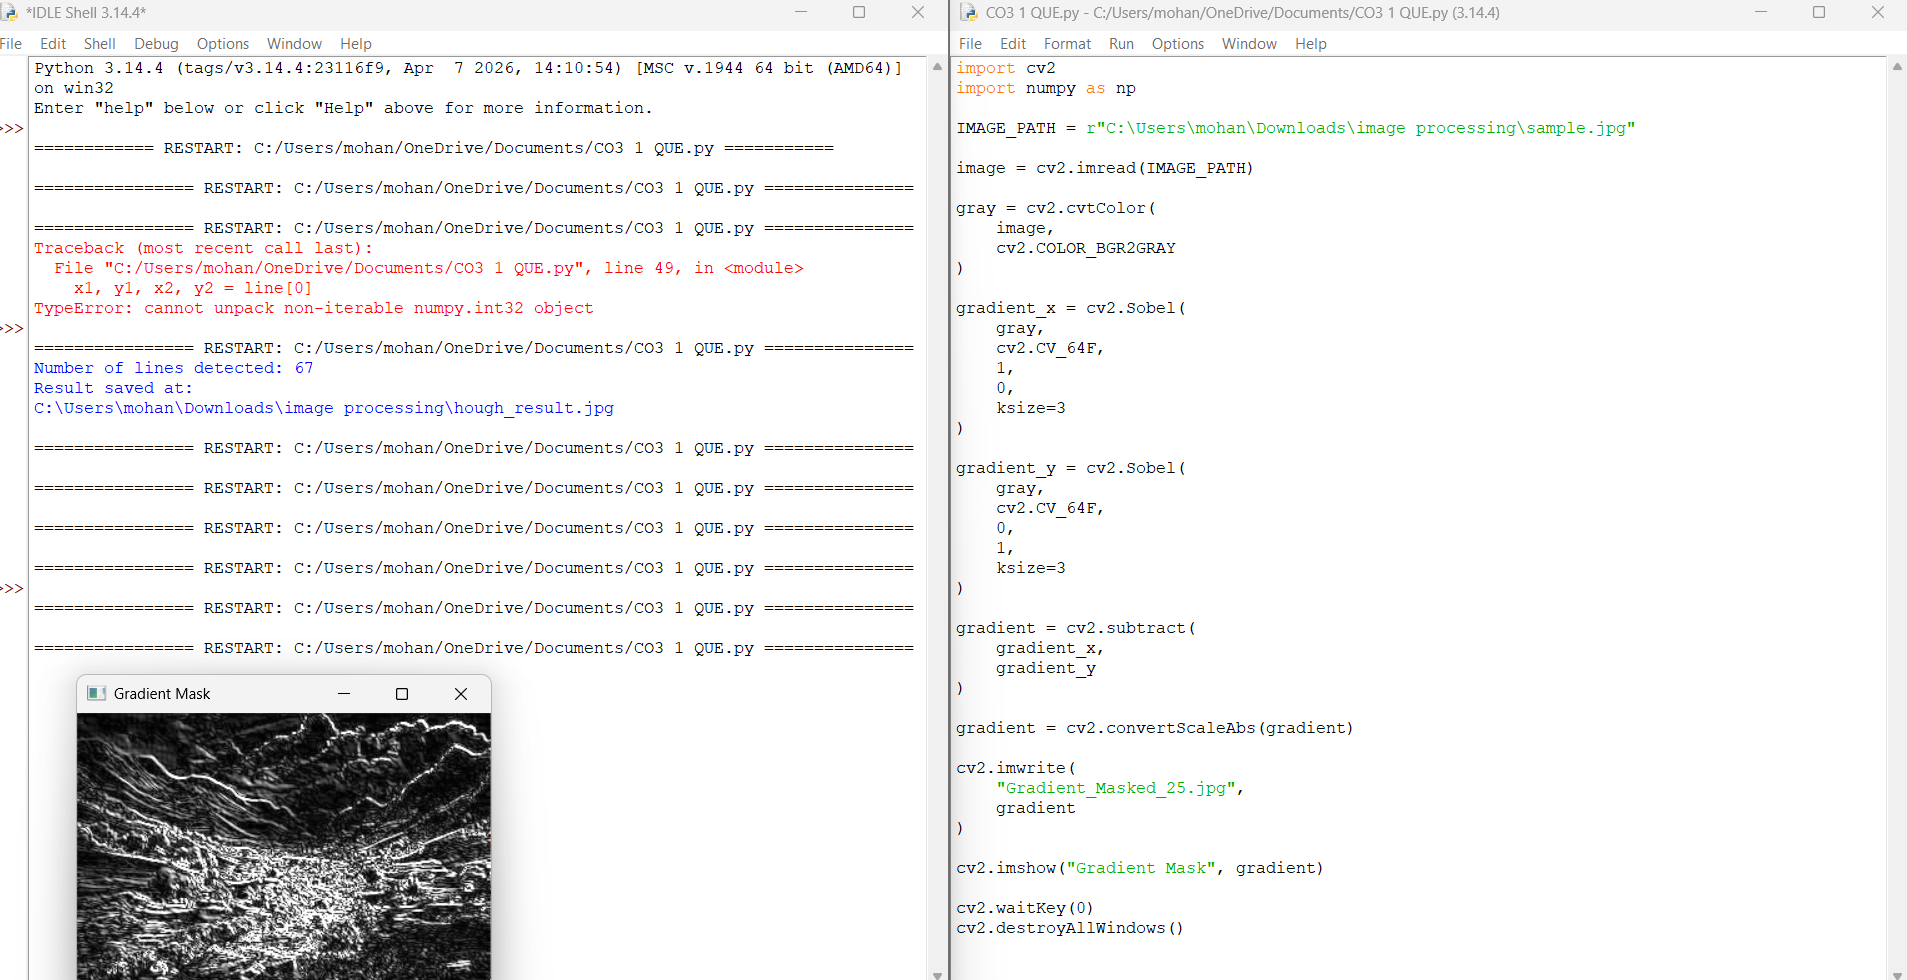 *IDLE Shell 3.14.4*
File Edit Shell Debug Options Window Help
Python 3.14.4 (tags/v3.14.4:23116f9, Apr  7 2026, 14:10:54) [MSC v.1944 64 bit (AMD64)]
on win32
Enter "help" below or click "Help" above for more information.
>>>
============ RESTART: C:/Users/mohan/OneDrive/Documents/CO3 1 QUE.py ===========
================ RESTART: C:/Users/mohan/OneDrive/Documents/CO3 1 QUE.py ===============
================ RESTART: C:/Users/mohan/OneDrive/Documents/CO3 1 QUE.py ===============
Traceback (most recent call last):
  File "C:/Users/mohan/OneDrive/Documents/CO3 1 QUE.py", line 49, in <module>
    x1, y1, x2, y2 = line[0]
TypeError: cannot unpack non-iterable numpy.int32 object
>>>
================ RESTART: C:/Users/mohan/OneDrive/Documents/CO3 1 QUE.py ===============
Number of lines detected: 67
Result saved at:
C:\Users\mohan\Downloads\image processing\hough_result.jpg
================ RESTART: C:/Users/mohan/OneDrive/Documents/CO3 1 QUE.py ===============
================ RESTART: C:/Users/mohan/OneDrive/Documents/CO3 1 QUE.py ===============
================ RESTART: C:/Users/mohan/OneDrive/Documents/CO3 1 QUE.py ===============
================ RESTART: C:/Users/mohan/OneDrive/Documents/CO3 1 QUE.py ===============
>>>
================ RESTART: C:/Users/mohan/OneDrive/Documents/CO3 1 QUE.py ===============
================ RESTART: C:/Users/mohan/OneDrive/Documents/CO3 1 QUE.py ===============
Gradient Mask
CO3 1 QUE.py - C:/Users/mohan/OneDrive/Documents/CO3 1 QUE.py (3.14.4)
File Edit Format Run Options Window Help
import cv2
import numpy as np
IMAGE_PATH = r"C:\Users\mohan\Downloads\image processing\sample.jpg"
image = cv2.imread(IMAGE_PATH)
gray = cv2.cvtColor(
    image,
    cv2.COLOR_BGR2GRAY
)
gradient_x = cv2.Sobel(
    gray,
    cv2.CV_64F,
    1,
    0,
    ksize=3
)
gradient_y = cv2.Sobel(
    gray,
    cv2.CV_64F,
    0,
    1,
    ksize=3
)
gradient = cv2.subtract(
    gradient_x,
    gradient_y
)
gradient = cv2.convertScaleAbs(gradient)
cv2.imwrite(
    "Gradient_Masked_25.jpg",
    gradient
)
cv2.imshow("Gradient Mask", gradient)
cv2.waitKey(0)
cv2.destroyAllWindows()